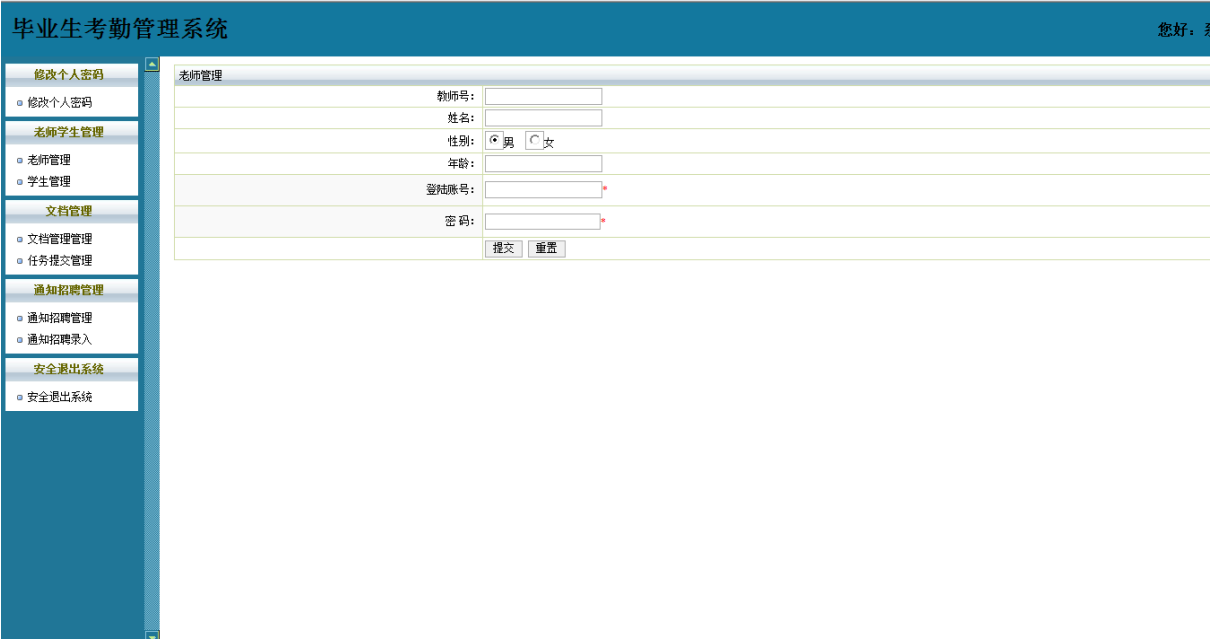 毕业生考勤管理系统
您好：
修改个人密码
修改个人密码
老师学生管理
老师管理
学生管理
文档管理
文档管理管理
任务提交管理
通知招聘管理
通知招聘管理
通知招聘录入
安全退出系统
安全退出系统
老师管理
教师号：
姓名：
性别： 男 女
年龄：
登陆账号： *
密 码： *
提交 重置